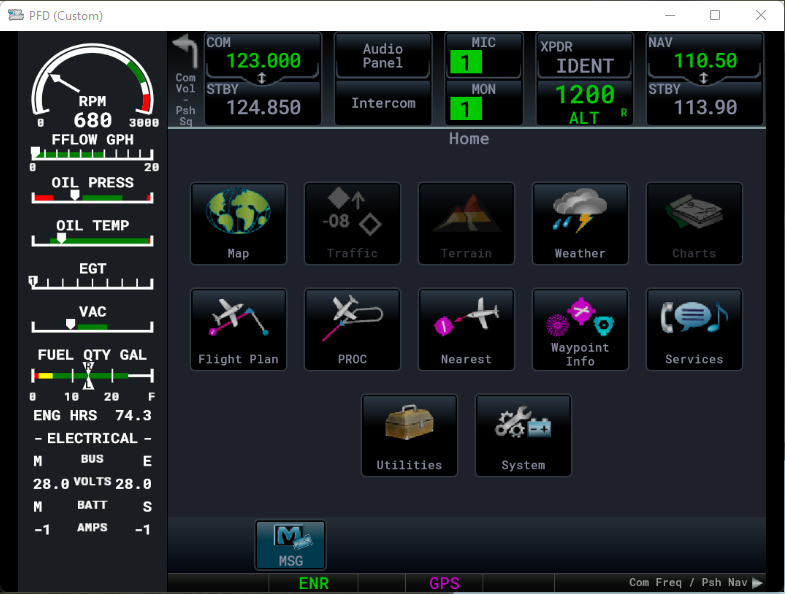 PFD (Custom)
RPM
680
0 3000
FFLOW GPH
0 20
OIL PRESS
OIL TEMP
EGT
1
VAC
FUEL QTY GAL
R
L
0 10 20 F
ENG HRS 74.3
- ELECTRICAL -
M BUS E
28.0 VOLTS 28.0
M BATT S
-1 AMPS -1
Com
Vol
-
Psh
Sq
COM
123.000
STBY
124.850
Audio
Panel
Intercom
MIC
1
MON
1
XPDR
IDENT
1200
ALT R
NAV
110.50
STBY
113.90
Home
Map
-08
Traffic
Terrain
Weather
Charts
Flight Plan
PROC
Nearest
Waypoint
Info
Services
Utilities
System
MSG
ENR GPS Com Freq / Psh Nav